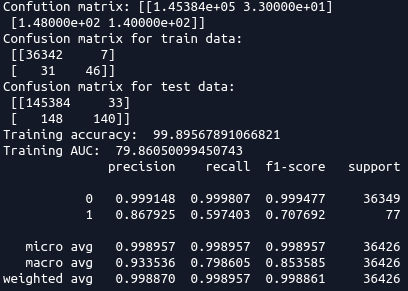 Confution matrix: [[1.45384e+05 3.30000e+01]
[1.48000e+02 1.40000e+02]]
Confusion matrix for train data:
[[36342 7]
[ 31 46]]
Confusion matrix for test data:
[[145384 33]
[ 148 140]]
Training accuracy: 99.89567891066821
Training AUC: 79.86050099450743
precision recall f1-score support
0 0.999148 0.999807 0.999477 36349
1 0.867925 0.597403 0.707692 77
micro avg 0.998957 0.998957 0.998957 36426
macro avg 0.933536 0.798605 0.853585 36426
weighted avg 0.998870 0.998957 0.998861 36426